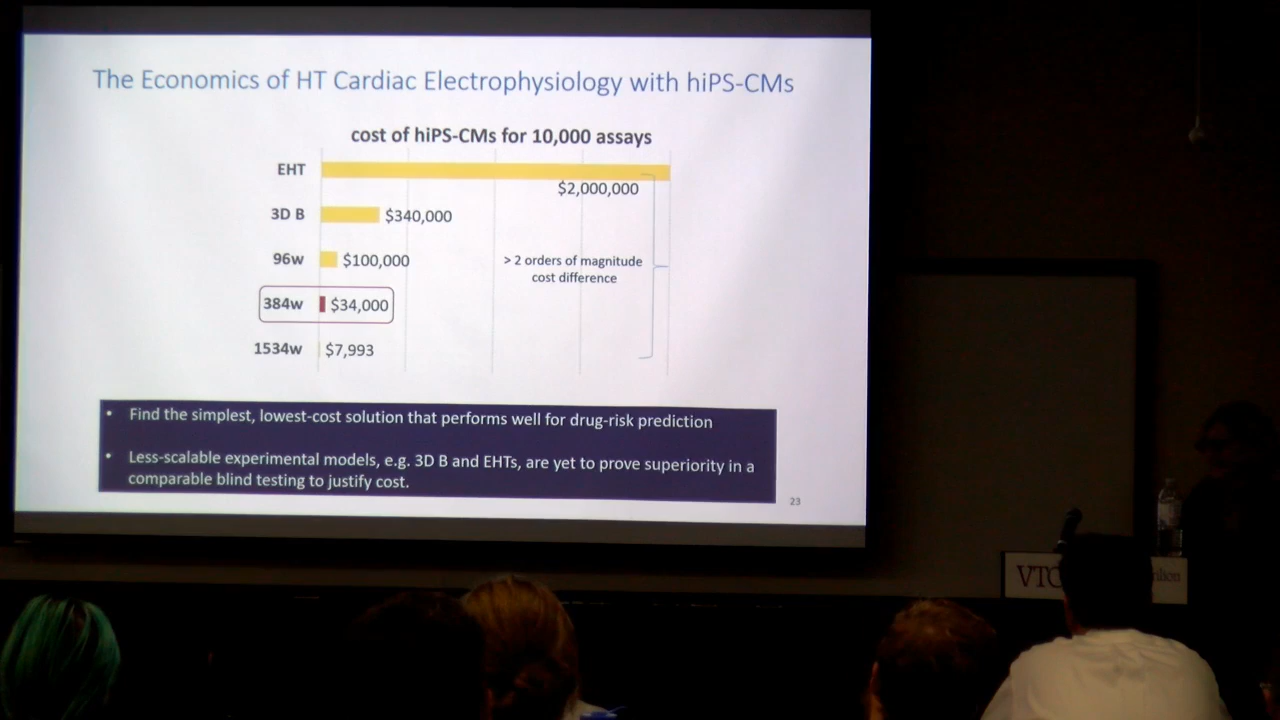 The Economics of HT Cardiac Electrophysiology with hiPS-CMs
cost of hiPS-CMs for 10,000 assays
EHT
$2,000,000
3D B $340,000
96w $100,000
> 2 orders of magnitude
cost difference
384w $34,000
1534w $7,993
• Find the simplest, lowest-cost solution that performs well for drug-risk prediction
• Less-scalable experimental models, e.g. 3D B and EHTs, are yet to prove superiority in a
comparable blind testing to justify cost.
23
VTC